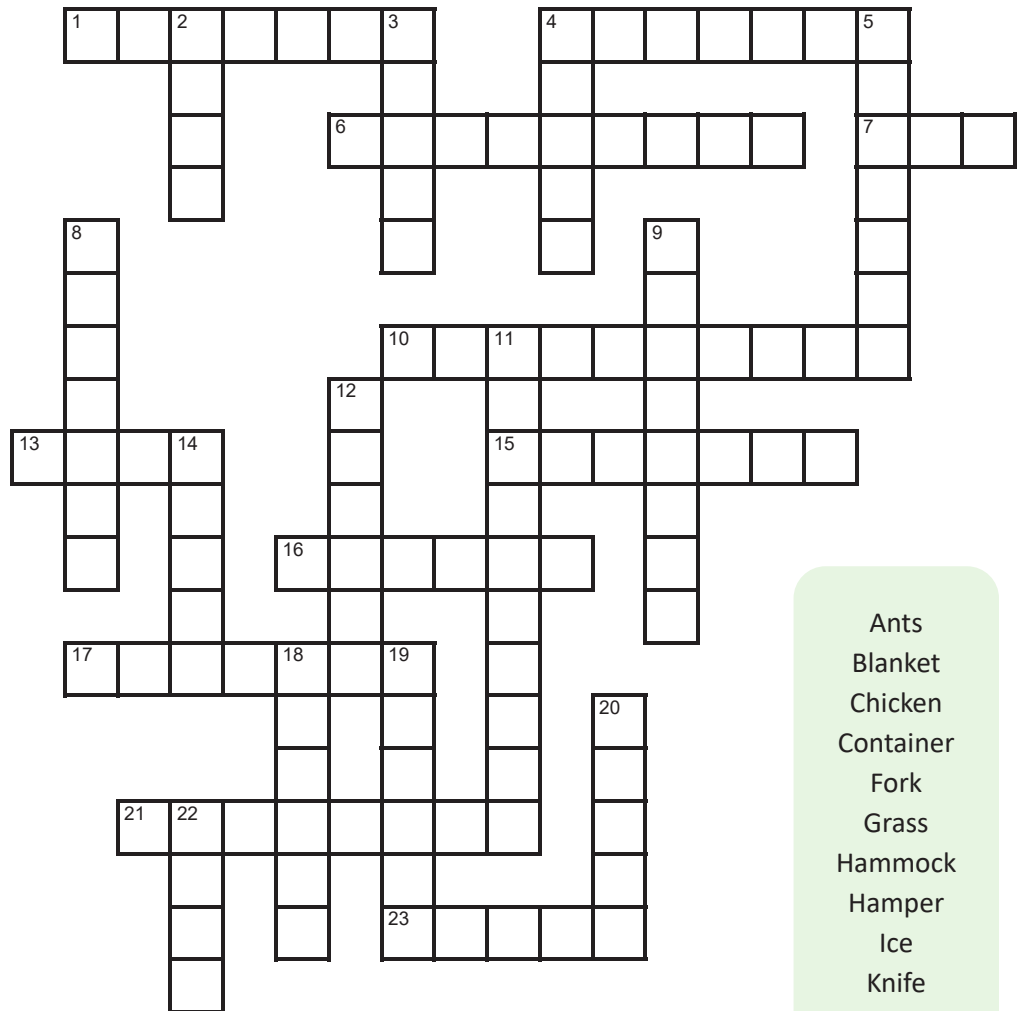 1 2 3 4 5
6 7
8 9
10 11
12
13 14 15
16
17 18 19
20
21 22
23
Ants
Blanket
Chicken
Container
Fork
Grass
Hammock
Hamper
Ice
Knife